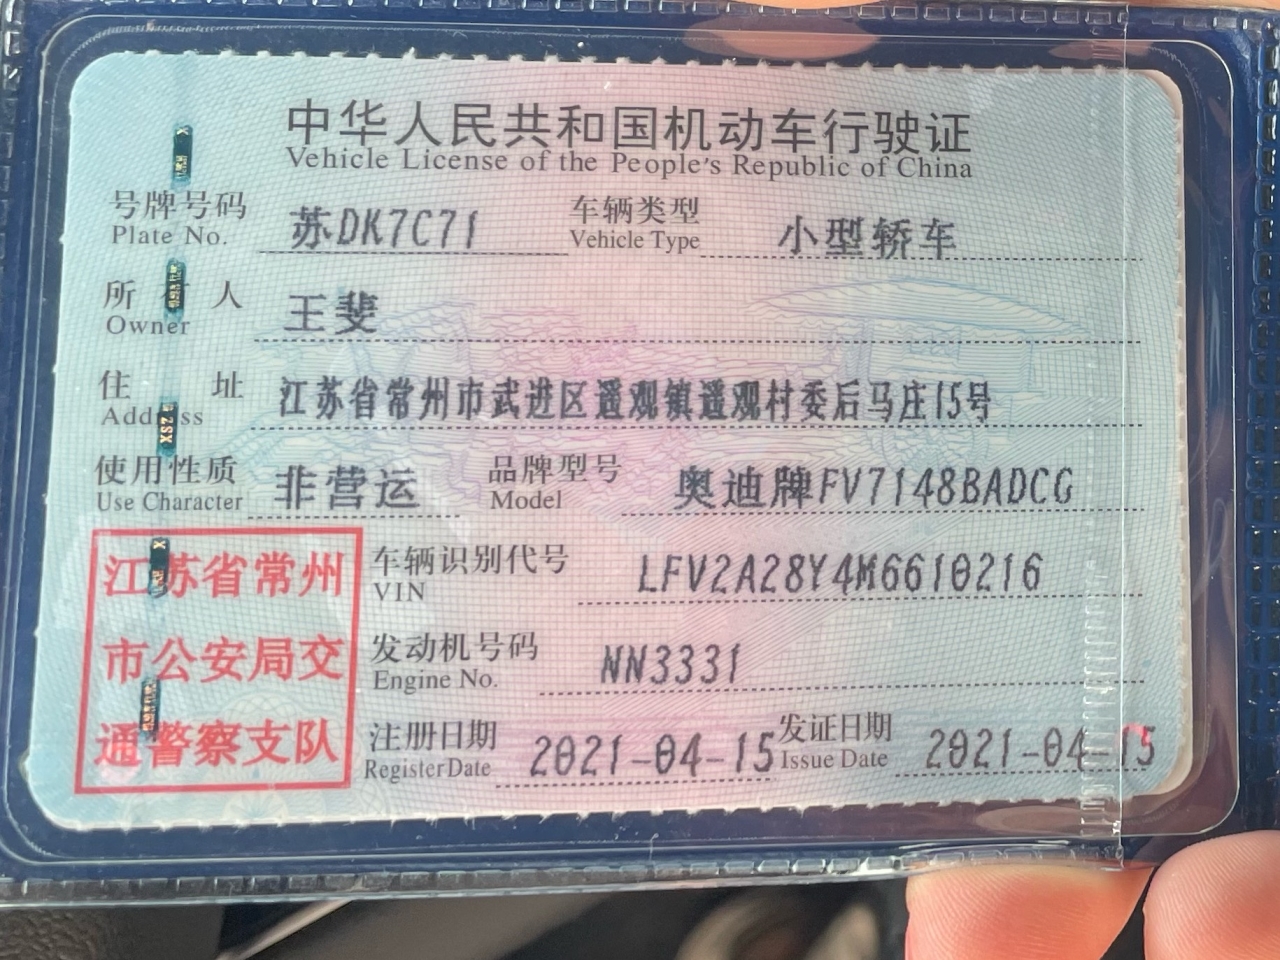 中华人民共和国机动车行驶证
Vehicle License of the People's Republic of China
号牌号码 苏DK7C71 车辆类型 小型轿车
Plate No. Vehicle Type
所 人 王斐
Owner
住 址 江苏省常州市武进区遥观镇遥观村委后马庄15号
Address
使用性质 非营运 品牌型号 奥迪牌FV7148BADCG
Use Character Model
江苏省常州
市公安局交
通警察支队
车辆识别代号 LFV2A28Y4M6610216
VIN
发动机号码 NN3331
Engine No.
注册日期 2021-04-15 发证日期 2021-04-15
Register Date Issue Date
XSZ